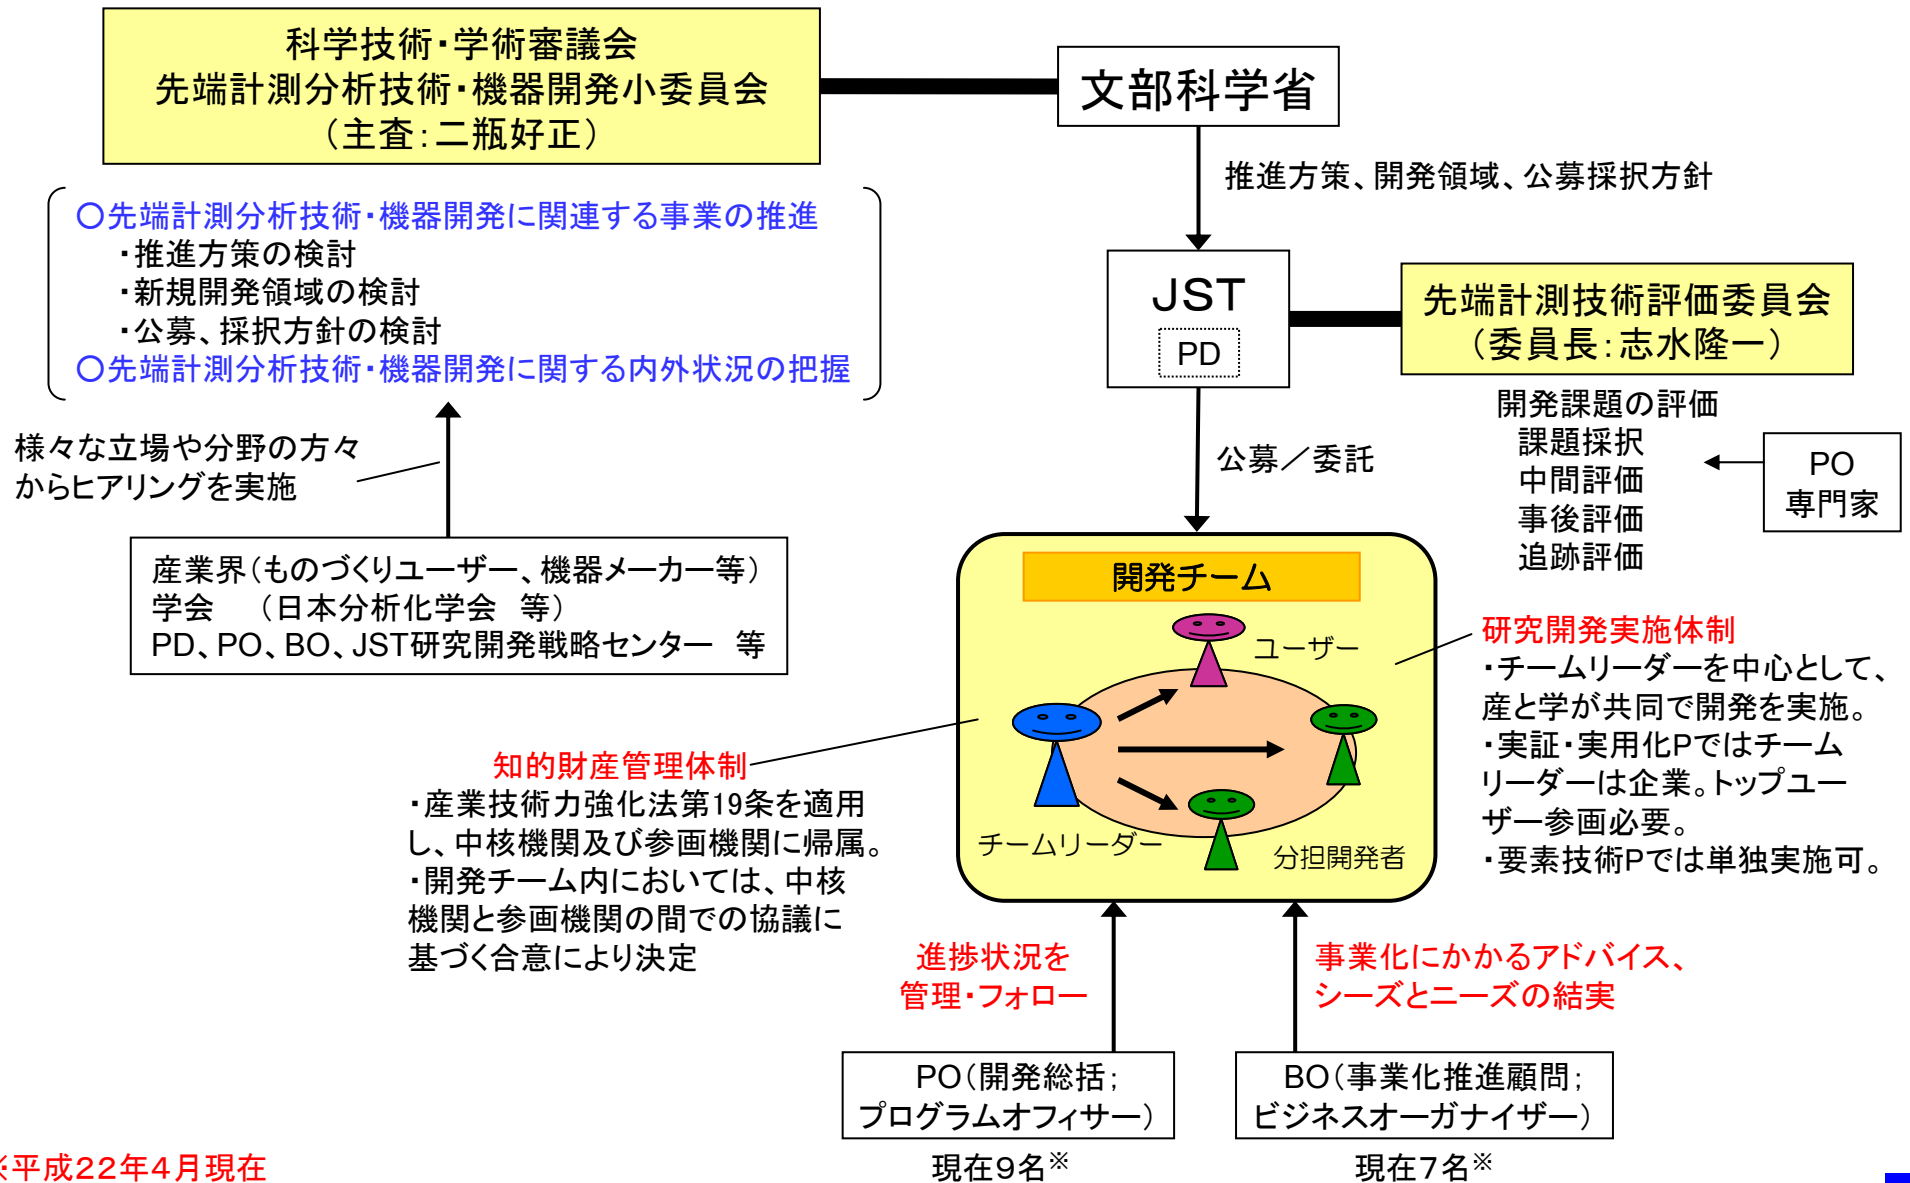 科学技術・学術審議会
先端計測分析技術・機器開発小委員会
（主査：二瓶好正）
文部科学省
推進方策、開発領域、公募採択方針
○先端計測分析技術・機器開発に関連する事業の推進
・推進方策の検討
・新規開発領域の検討
・公募、採択方針の検討
○先端計測分析技術・機器開発に関する内外状況の把握
JST
PD
先端計測技術評価委員会
（委員長：志水隆一）
開発課題の評価
課題採択
中間評価
事後評価
追跡評価
PO
専門家
様々な立場や分野の方々
からヒアリングを実施
公募／委託
産業界（ものづくりユーザー、機器メーカー等）
学会　（日本分析化学会　等）
PD、PO、BO、JST研究開発戦略センター　等
開発チーム
ユーザー
チームリーダー
分担開発者
研究開発実施体制
・チームリーダーを中心として、
産と学が共同で開発を実施。
・実証・実用化Pではチーム
リーダーは企業。トップユー
ザー参画必要。
・要素技術Pでは単独実施可。
知的財産管理体制
・産業技術力強化法第19条を適用
し、中核機関及び参画機関に帰属。
・開発チーム内においては、中核
機関と参画機関の間での協議に
基づく合意により決定
進捗状況を
管理・フォロー
事業化にかかるアドバイス、
シーズとニーズの結実
PO（開発総括；
プログラムオフィサー）
現在９名※
BO（事業化推進顧問；
ビジネスオーガナイザー）
現在７名※
※平成２２年４月現在